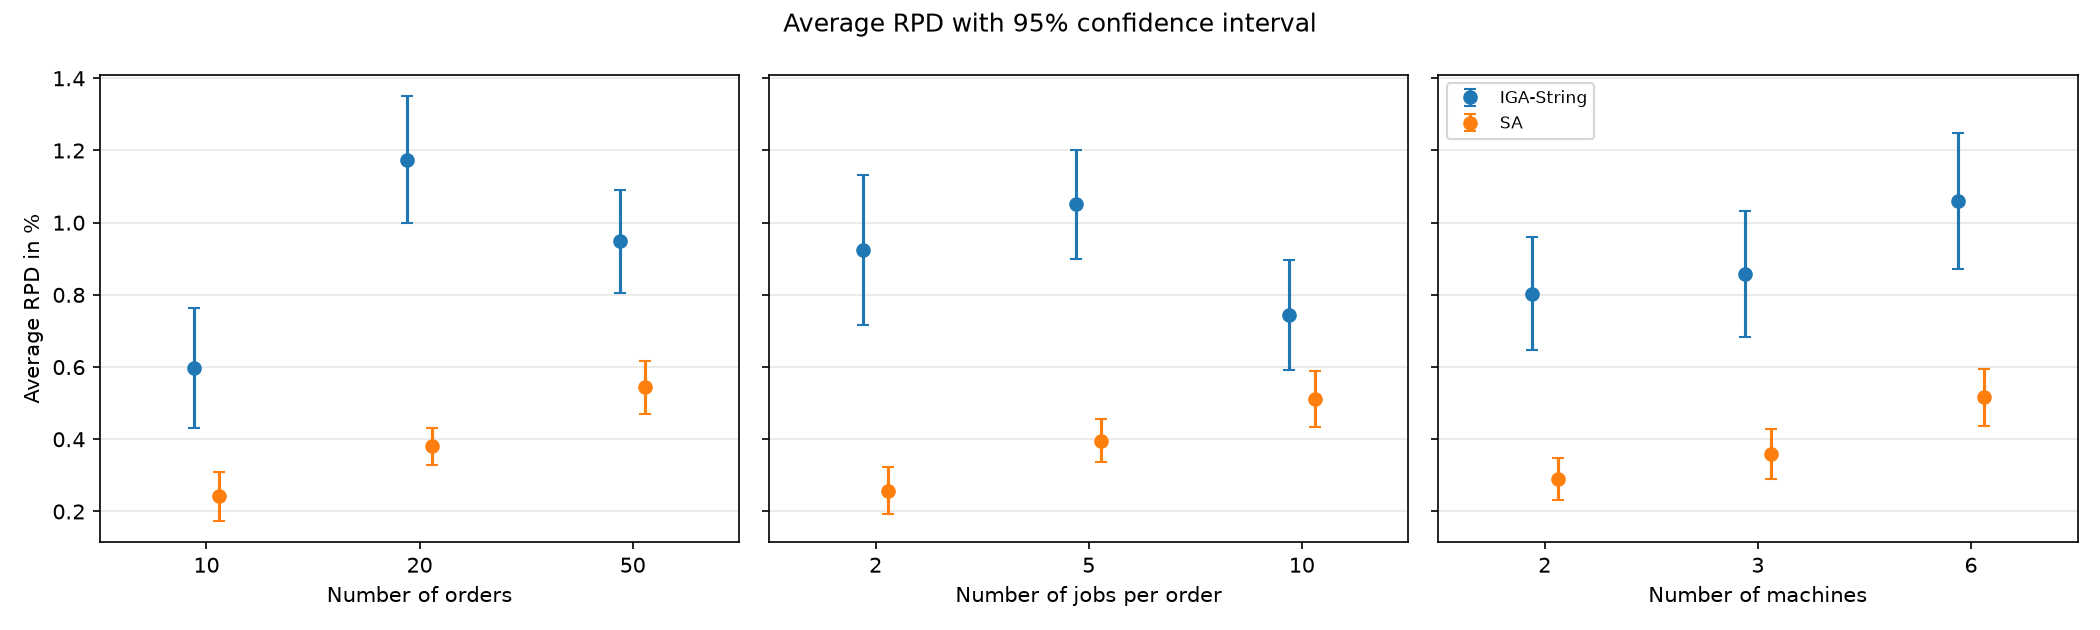 Average RPD with 95% confidence interval
Average RPD in %
1.4
1.2
1.0
0.8
0.6
0.4
0.2
10 20 50
Number of orders
2 5 10
Number of jobs per order
IGA-String
SA
2 3 6
Number of machines